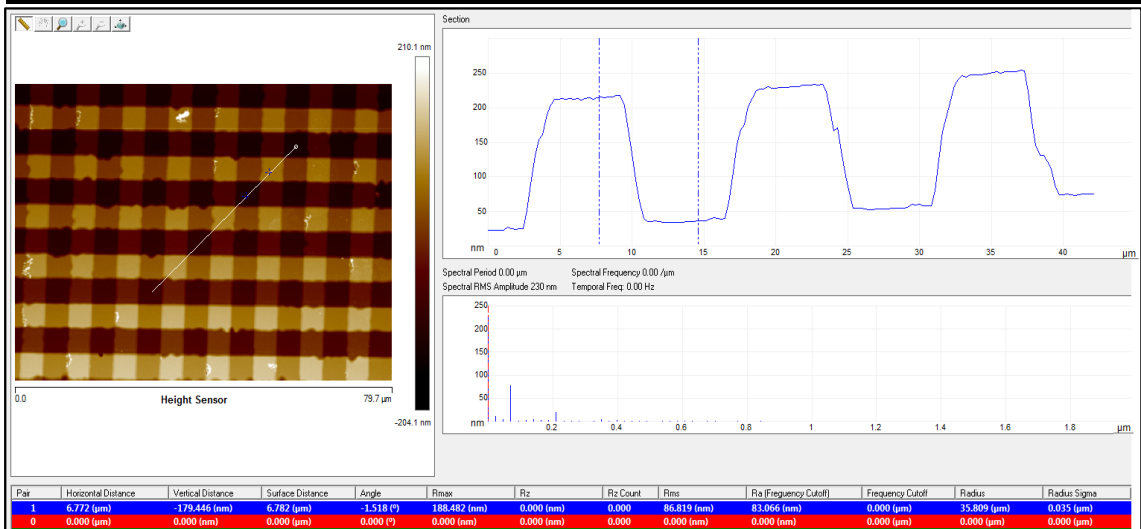 Section
210.1 nm
-204.1 nm
0.0 Height Sensor 79.7 µm
250
200
150
100
50
nm 0 5 10 15 20 25 30 35 40 µm
Spectral Period 0.00 µm Spectral Frequency 0.00 /µm
Spectral RMS Amplitude 230 nm Temporal Freq: 0.00 Hz
250
200
150
100
50
nm 0.2 0.4 0.6 0.8 1 1.2 1.4 1.6 1.8 µm
Pair Horizontal Distance Vertical Distance Surface Distance Angle Rmax Rz Rz Count Rms Ra (Frequency Cutoff) Frequency Cutoff Radius Radius Sigma
1 6.772 (µm) -179.446 (nm) 6.782 (µm) -1.518 (º) 188.482 (nm) 0.000 (nm) 0.000 86.819 (nm) 83.066 (nm) 0.000 (µm) 35.809 (µm) 0.035 (µm)
0 0.000 (µm) 0.000 (nm) 0.000 (µm) 0.000 (º) 0.000 (nm) 0.000 (nm) 0.000 0.000 (nm) 0.000 (nm) 0.000 (µm) 0.000 (µm) 0.000 (µm)